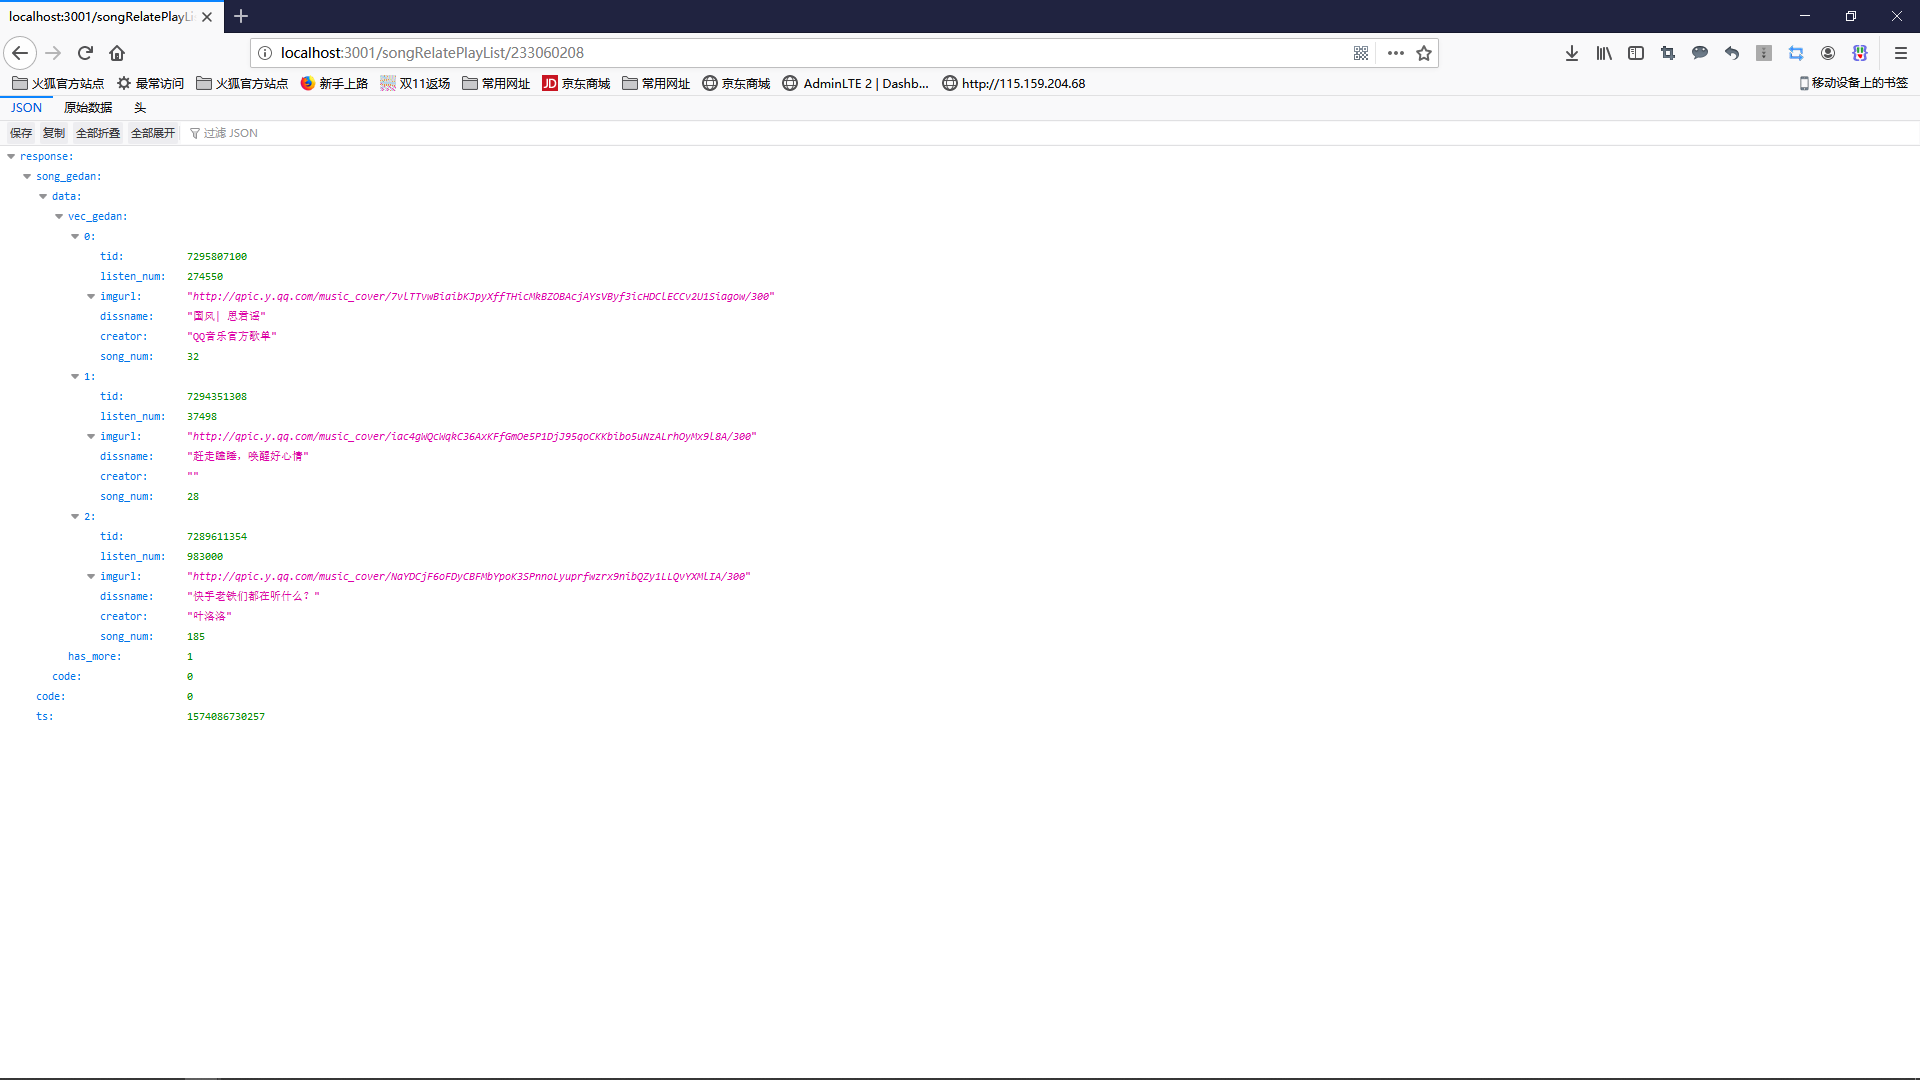 localhost:3001/songRelatePlayLi
localhost:3001/songRelatePlayList/233060208
火狐官方站点 最常访问 火狐官方站点 新手上路 双11返场 常用网址 JD 京东商城 常用网址 京东商城 AdminLTE 2 | Dashb... http://115.159.204.68 移动设备上的书签
JSON 原始数据 头
保存 复制 全部折叠 全部展开 过滤 JSON
response:
song_gedan:
data:
vec_gedan:
0:
tid: 7295807100
listen_num: 274550
imgurl: "http://qpic.y.qq.com/music_cover/7vlTTvwBiaibKJpyXffTHicMkBZOBAcjAYsVByf3icHDClECCv2U1Siagow/300"
dissname: "国风| 思君谣"
creator: "QQ音乐官方歌单"
song_num: 32
1:
tid: 7294351308
listen_num: 37498
imgurl: "http://qpic.y.qq.com/music_cover/iac4gWQcWqkC36AxKFfGmOe5P1DjJ95qoCKKbibo5uNzALrhOyMx9l8A/300"
dissname: "赶走瞌睡，唤醒好心情"
creator: ""
song_num: 28
2:
tid: 7289611354
listen_num: 983000
imgurl: "http://qpic.y.qq.com/music_cover/NaYDCjF6oFDyCBFMbYpoK3SPnnoLyuprfwzrx9nibQZy1LLQvYXMlIA/300"
dissname: "快手老铁们都在听什么？"
creator: "叶洛洛"
song_num: 185
has_more: 1
code: 0
code: 0
ts: 1574086730257